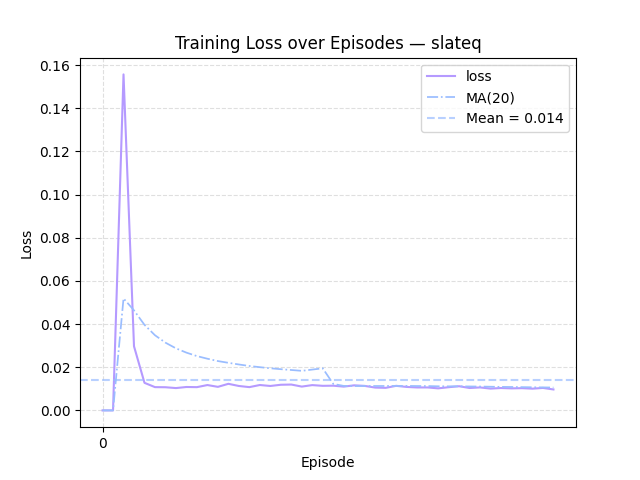 Training Loss over Episodes — slateq
0.16
0.14
0.12
0.10
0.08
0.06
0.04
0.02
0.00
Loss
loss
MA(20)
Mean = 0.014
0
Episode